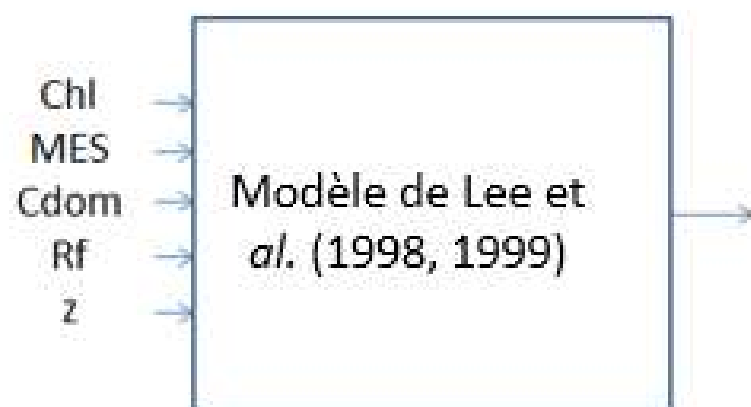 Chl
MES
Cdom
Rf
z
Modèle de Lee et
al. (1998, 1999)